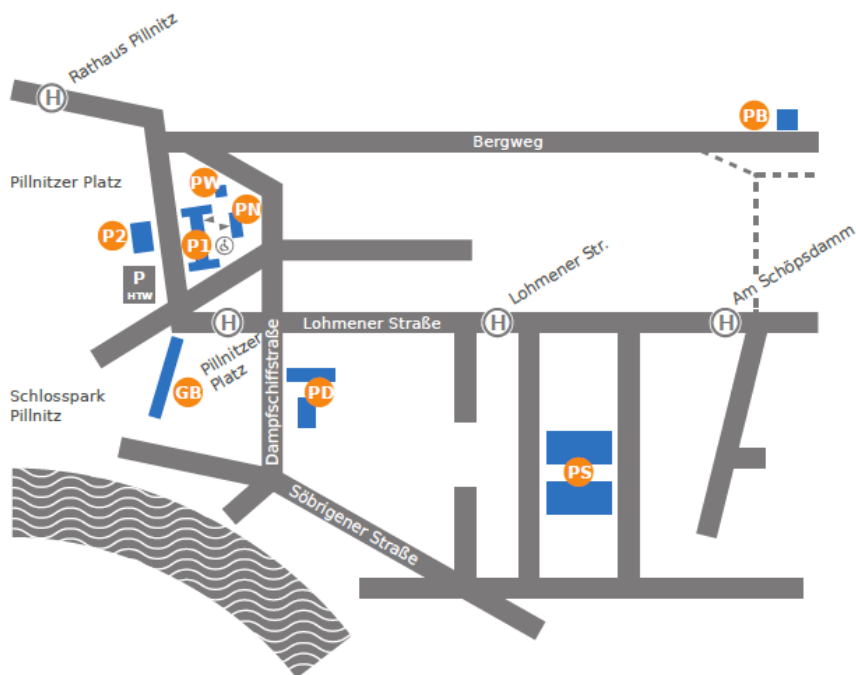 Rathaus Pillnitz
H
PB
Bergweg
Pillnitzer Platz
PW
PN
P2
P1
P
HTW
Lohmener Str.
Am Schöpsdamm
H
Lohmener Straße
H
H
Pillnitzer
Platz
Dampfschiffstraße
Schlosspark
Pillnitz
GB
PD
PS
Söbrigener Straße